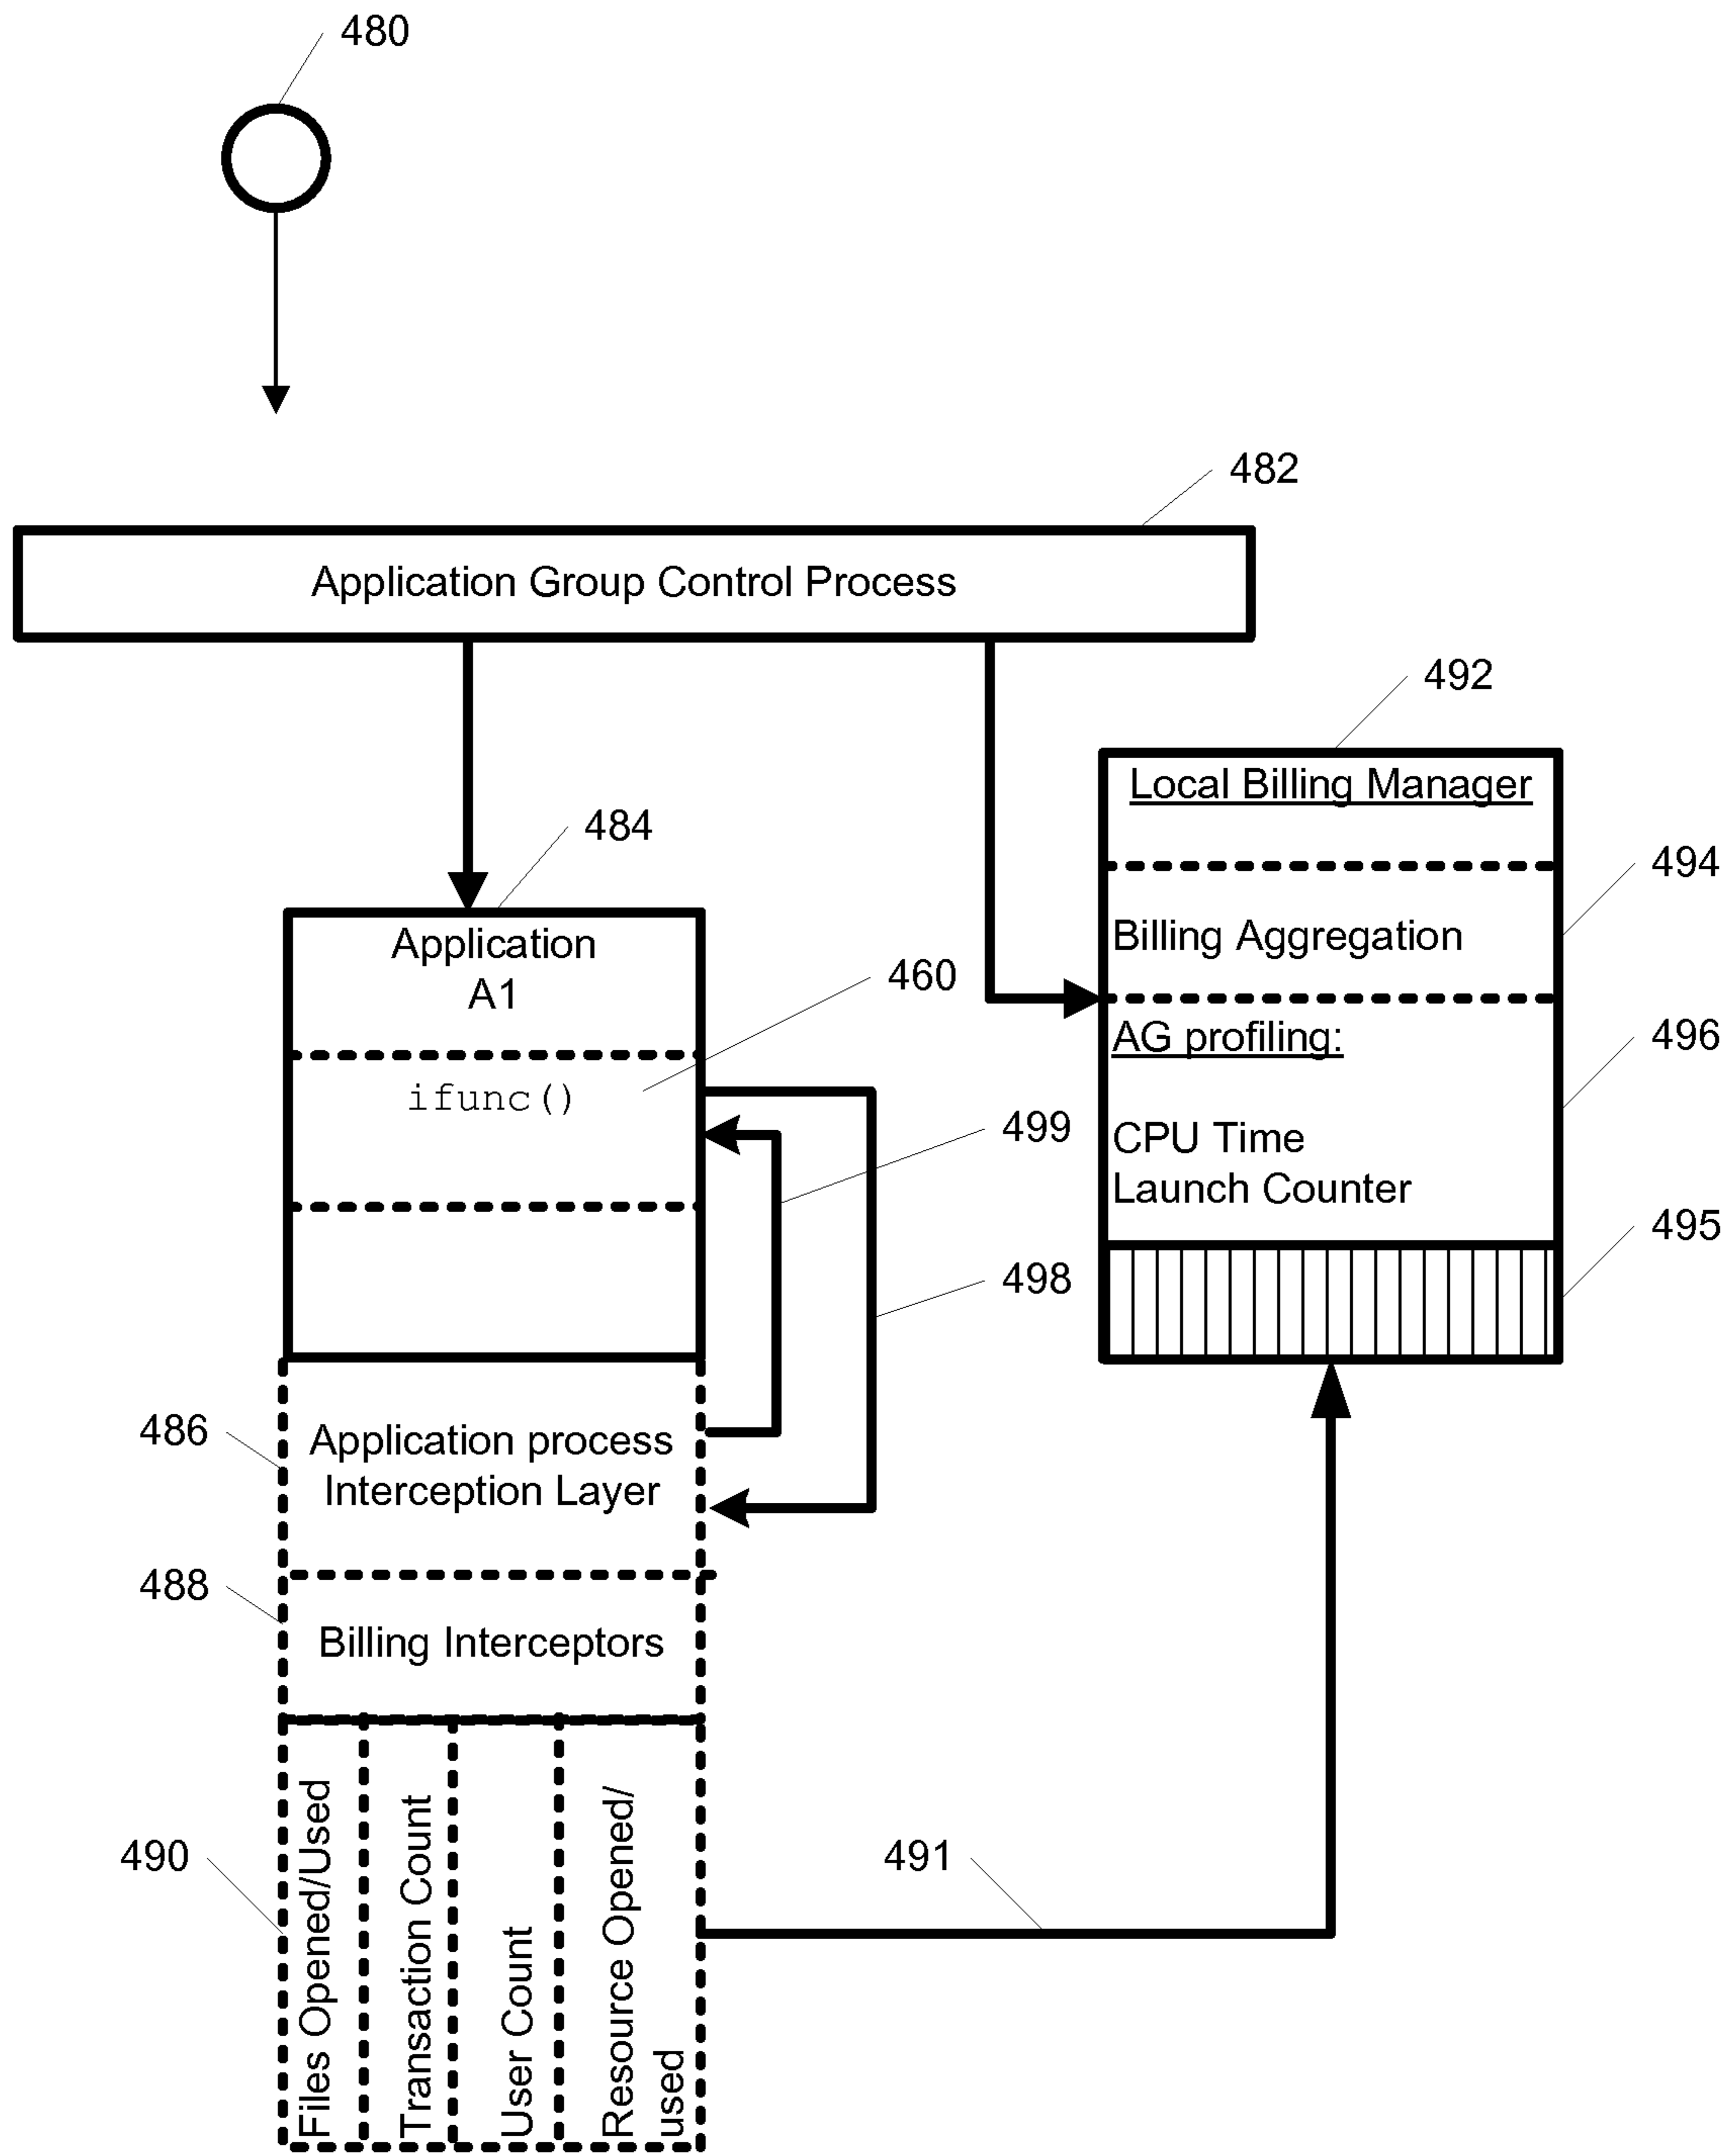 480
482
Application Group Control Process
492
Local Billing Manager
484
494
Application
A1
Billing Aggregation
460
496
AG profiling:
ifunc()
499
CPU Time
Launch Counter
495
498
486
Application process
Interception Layer
488
Billing Interceptors
490
Files Opened/Used
Transaction Count
User Count
Resource Opened/
used
491